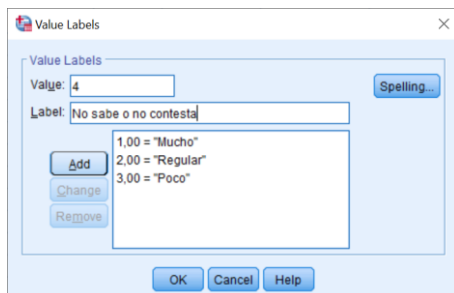 Value Labels
Value Labels
Value: 4
Spelling...
Label: No sabe o no contesta
1,00 = "Mucho"
Add
2,00 = "Regular"
3,00 = "Poco"
Change
Remove
OK Cancel Help